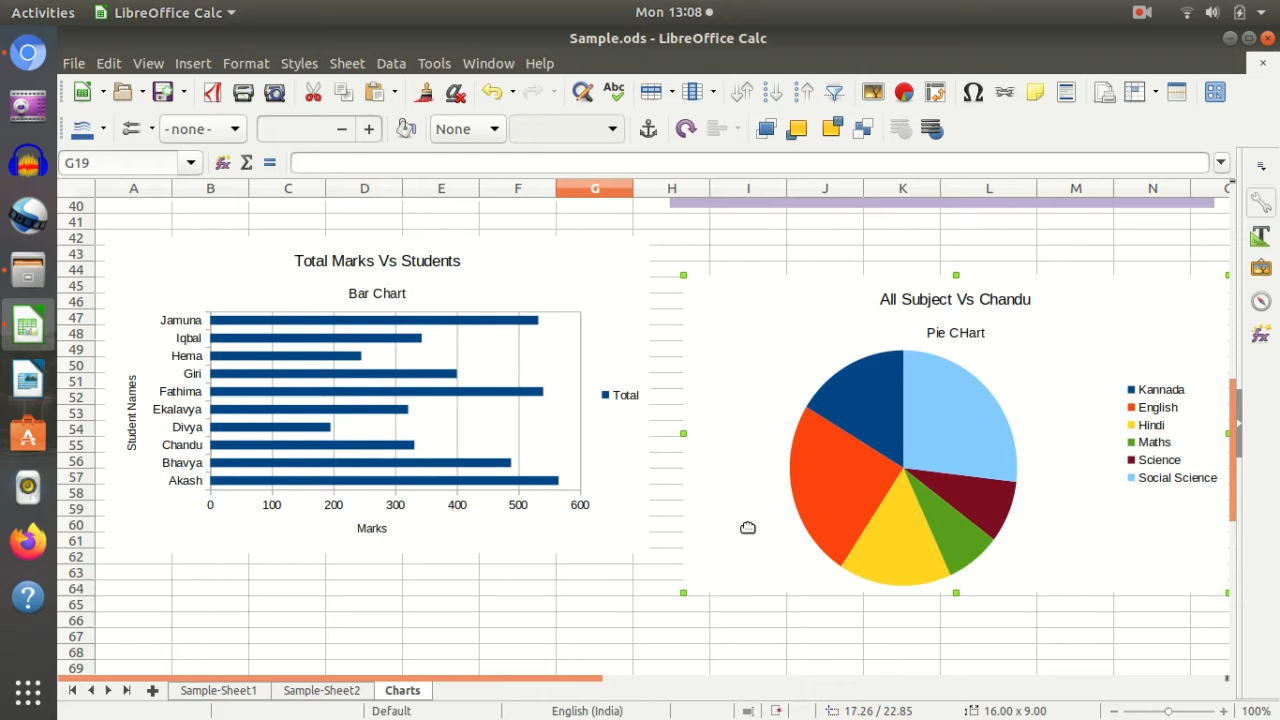 Activities
LibreOffice Calc
Mon 13:08
Sample.ods - LibreOffice Calc
File Edit View Insert Format Styles Sheet Data Tools Window Help
Abc
- none -
None
G19
A B C D E F G H I J K L M N
40
41
42
43
44
45
46
47
48
49
50
51
52
53
54
55
56
57
58
59
60
61
62
63
64
65
66
67
68
69
Total Marks Vs Students
Bar Chart
Student Names
Jamuna
Iqbal
Hema
Giri
Fathima
Ekalavya
Divya
Chandu
Bhavya
Akash
0 100 200 300 400 500 600
Marks
Total
All Subject Vs Chandu
Pie CHart
Kannada
English
Hindi
Maths
Science
Social Science
Sample-Sheet1 Sample-Sheet2 Charts
Default English (India) 17.26 / 22.85 16.00 x 9.00 100%